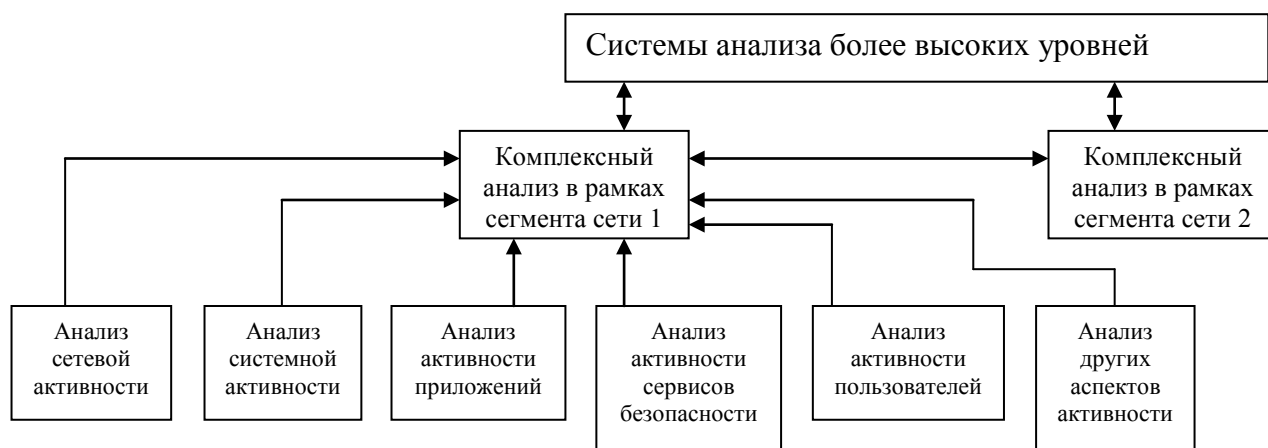 Системы анализа более высоких уровней
Комплексный
анализ в рамках
сегмента сети 1
Комплексный
анализ в рамках
сегмента сети 2
Анализ
сетевой
активности
Анализ
системной
активности
Анализ
активности
приложений
Анализ
активности
сервисов
безопасности
Анализ
активности
пользователей
Анализ
других
аспектов
активности